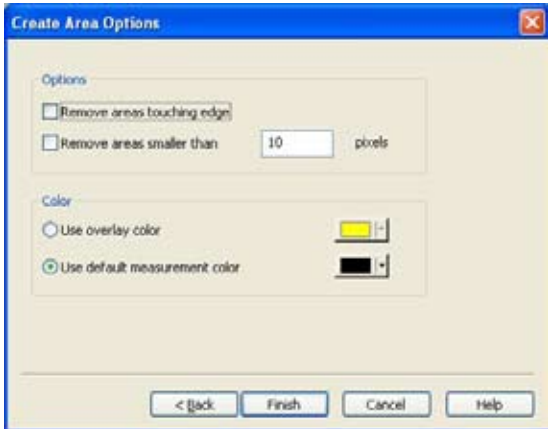 Create Area Options
Options
Remove areas touching edge
Remove areas smaller than 10 pixels
Color
Use overlay color
Use default measurement color
< Back Finish Cancel Help